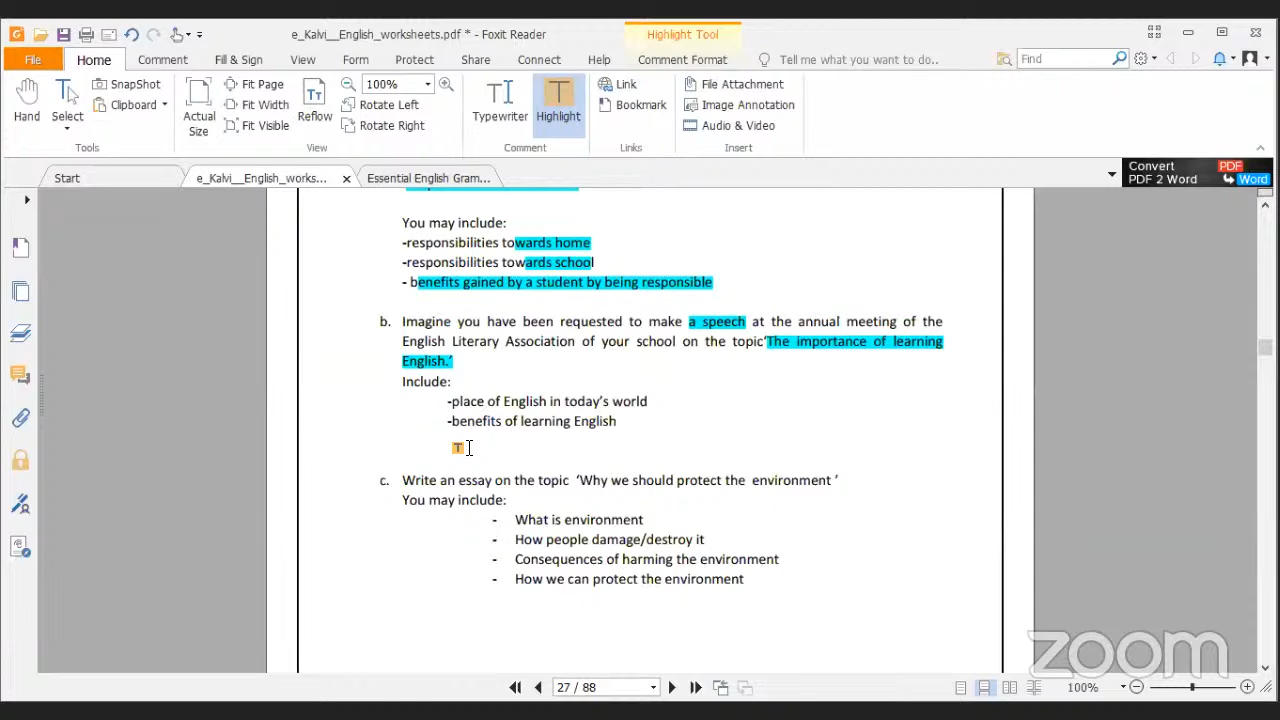 e_Kalvi__English_worksheets.pdf * - Foxit Reader
Highlight Tool
File
Home
Comment
Fill & Sign
View
Form
Protect
Share
Connect
Help
Comment Format
Tell me what you want to do..
Find
Hand
Select
SnapShot
Clipboard
Actual Size
Fit Page
Fit Width
Fit Visible
Reflow
100%
Rotate Left
Rotate Right
Typewriter
Highlight
Link
Bookmark
File Attachment
Image Annotation
Audio & Video
Tools
View
Comment
Links
Insert
Start
e_Kalvi__English_works...
Essential English Gram...
Convert PDF
PDF 2 Word Word
You may include:
-responsibilities towards home
-responsibilities towards school
- benefits gained by a student by being responsible
b. Imagine you have been requested to make a speech at the annual meeting of the
English Literary Association of your school on the topic‘The importance of learning
English.’
Include:
-place of English in today’s world
-benefits of learning English
c. Write an essay on the topic ‘Why we should protect the environment ’
You may include:
- What is environment
- How people damage/destroy it
- Consequences of harming the environment
- How we can protect the environment
zoom
27 / 88
100%